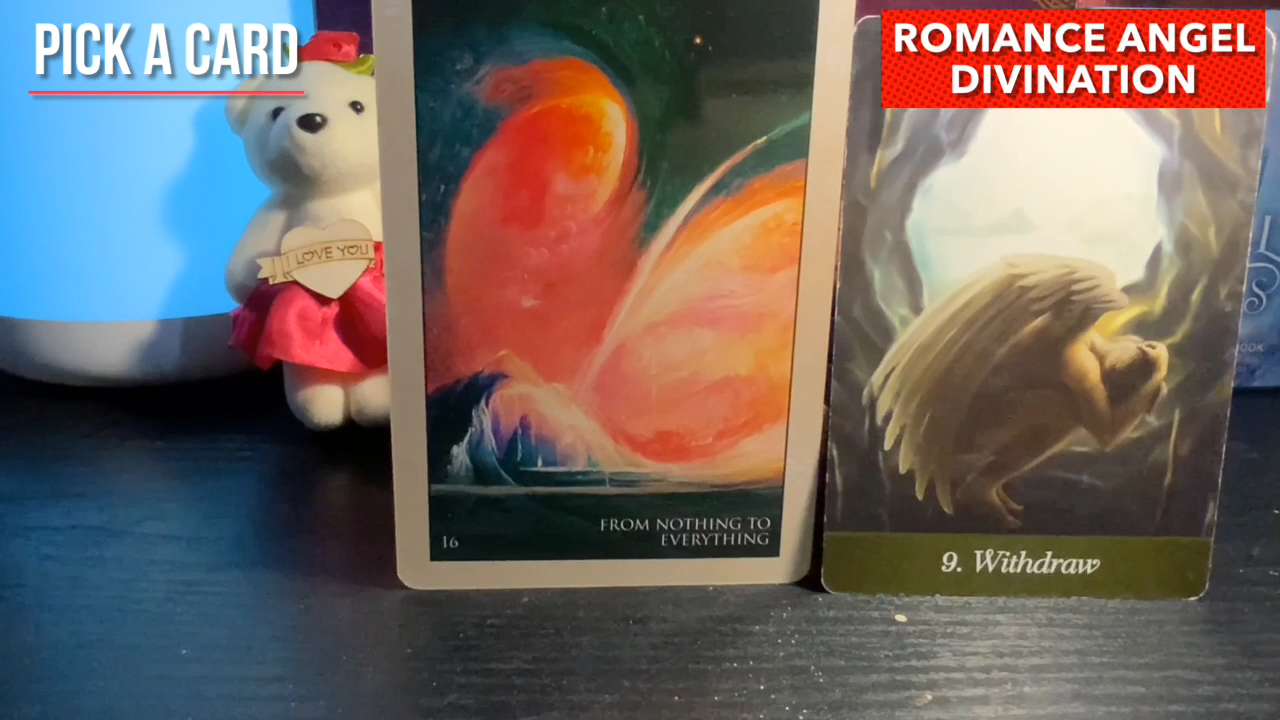 PICK A CARD
ROMANCE ANGEL
DIVINATION
I LOVE YOU
FROM NOTHING TO
EVERYTHING
16
9. Withdraw